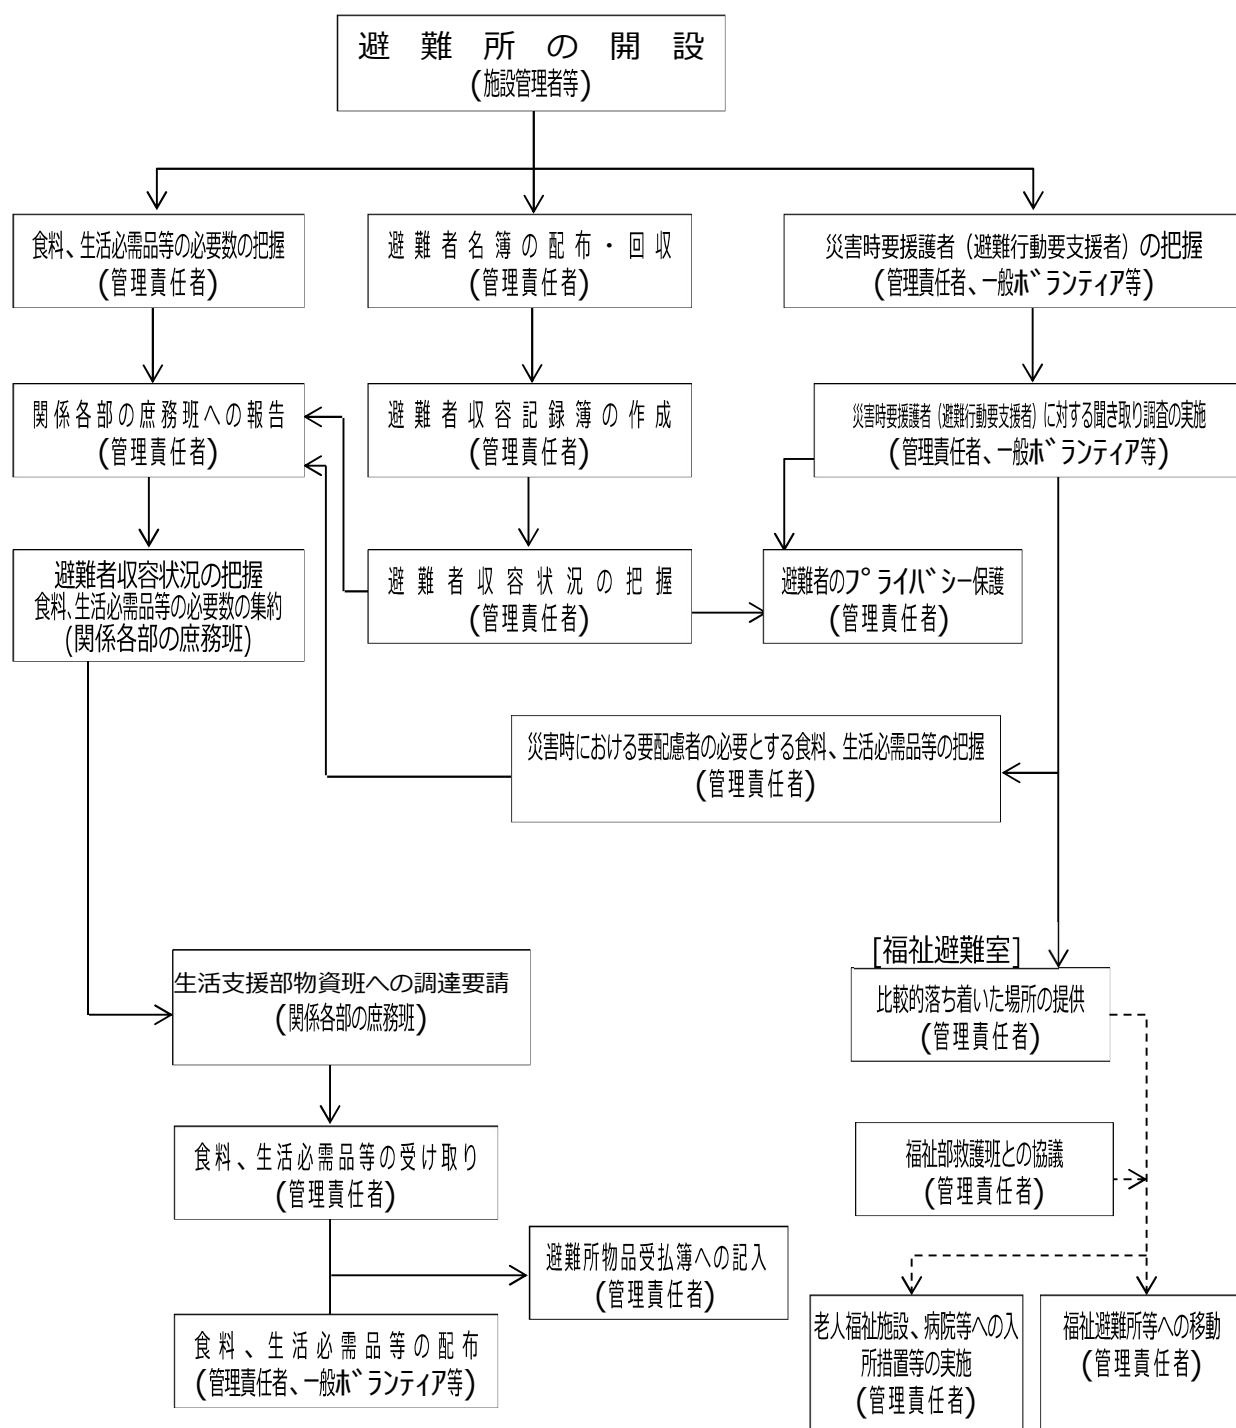 避難所の開設
(施設管理者等)
食料、生活必需品等の必要数の把握
(管理責任者)
避難者名簿の配布・回収
(管理責任者)
災害時要援護者（避難行動要支援者）の把握
(管理責任者、一般ボランティア等)
関係各部の庶務班への報告
(管理責任者)
避難者収容記録簿の作成
(管理責任者)
災害時要援護者（避難行動要支援者）に対する聞き取り調査の実施
(管理責任者、一般ボランティア等)
避難者収容状況の把握
食料、生活必需品等の必要数の集約
(関係各部の庶務班)
避難者収容状況の把握
(管理責任者)
避難者のプライバシー保護
(管理責任者)
災害時における要配慮者の必要とする食料、生活必需品等の把握
(管理責任者)
生活支援部物資班への調達要請
(関係各部の庶務班)
[福祉避難室]
比較的落ち着いた場所の提供
(管理責任者)
食料、生活必需品等の受け取り
(管理責任者)
福祉部救護班との協議
(管理責任者)
避難所物品受払簿への記入
(管理責任者)
食料、生活必需品等の配布
(管理責任者、一般ボランティア等)
老人福祉施設、病院等への入
所措置等の実施
(管理責任者)
福祉避難所等への移動
(管理責任者)